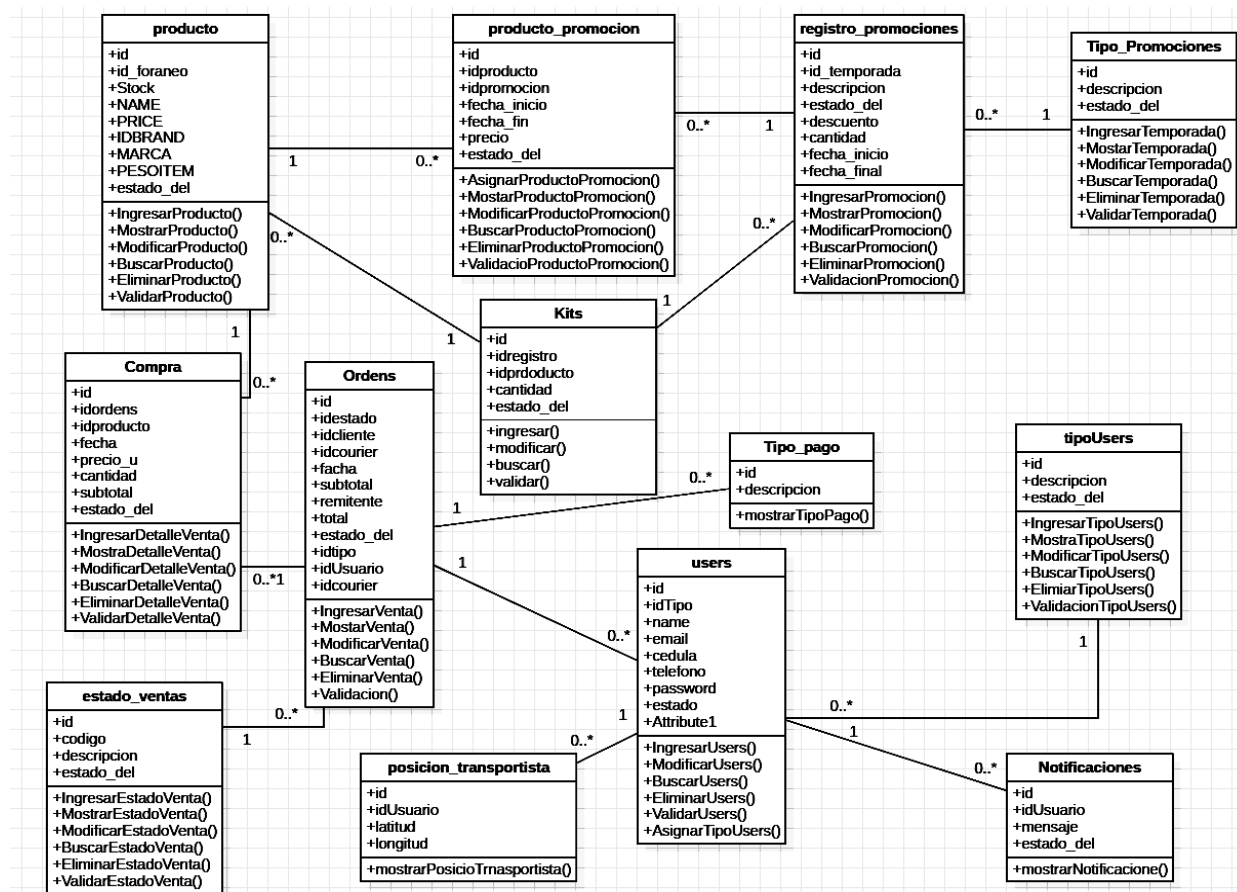 producto
+id
+id_foraneo
+Stock
+NAME
+PRICE
+IDBRAND
+MARCA
+PESOITEM
+estado_del
+IngresarProducto()
+MostrarProducto()
+ModificarProducto()
+BuscarProducto()
+EliminarProducto()
+ValidarProducto()
1
0..*
0..*
1
producto_promocion
+id
+idproducto
+idpromocion
+fecha_inicio
+fecha_fin
+precio
+estado_del
+AsignarProductoPromocion()
+MostarProductoPromocion()
+ModificarProductoPromocion()
+BuscarProductoPromocion()
+EliminarProductoPromocion()
+ValidacioProductoPromocion()
0..*
1
registro_promociones
+id
+id_temporada
+descripcion
+estado_del
+descuento
+cantidad
+fecha_inicio
+fecha_final
+IngresarPromocion()
+MostrarPromocion()
+ModificarPromocion()
+BuscarPromocion()
+EliminarPromocion()
+ValidacionPromocion()
0..*
1
0..*
Tipo_Promociones
+id
+descripcion
+estado_del
+IngresarTemporada()
+MostarTemporada()
+ModificarTemporada()
+BuscarTemporada()
+EliminarTemporada()
+ValidarTemporada()
Kits
+id
+idregistro
+idprdoducto
+cantidad
+estado_del
+ingresar()
+modificar()
+buscar()
+validar()
1
1
Compra
+id
+idordens
+idproducto
+fecha
+precio_u
+cantidad
+subtotal
+estado_del
+IngresarDetalleVenta()
+MostraDetalleVenta()
+ModificarDetalleVenta()
+BuscarDetalleVenta()
+EliminarDetalleVenta()
+ValidarDetalleVenta()
0..*
0..*1
Ordens
+id
+idestado
+idcliente
+idcourier
+facha
+subtotal
+remitente
+total
+estado_del
+idtipo
+idUsuario
+idcourier
+IngresarVenta()
+MostarVenta()
+ModificarVenta()
+BuscarVenta()
+EliminarVenta()
+Validacion()
1
0..*
1
0..*
0..*
1
Tipo_pago
+id
+descripcion
+mostrarTipoPago()
tipoUsers
+id
+descripcion
+estado_del
+IngresarTipoUsers()
+MostraTipoUsers()
+ModificarTipoUsers()
+BuscarTipoUsers()
+ElimiarTipoUsers()
+ValidacionTipoUsers()
1
0..*
users
+id
+idTipo
+name
+email
+cedula
+telefono
+password
+estado
+Attribute1
+IngresarUsers()
+ModificarUsers()
+BuscarUsers()
+EliminarUsers()
+ValidarUsers()
+AsignarTipoUsers()
1
0..*
1
0..*
estado_ventas
+id
+codigo
+descripcion
+estado_del
+IngresarEstadoVenta()
+MostrarEstadoVenta()
+ModificarEstadoVenta()
+BuscarEstadoVenta()
+EliminarEstadoVenta()
+ValidarEstadoVenta()
posicion_transportista
+id
+idUsuario
+latitud
+longitud
+mostrarPosicioTrnasportista()
Notificaciones
+id
+idUsuario
+mensaje
+estado_del
+mostrarNotificacione()